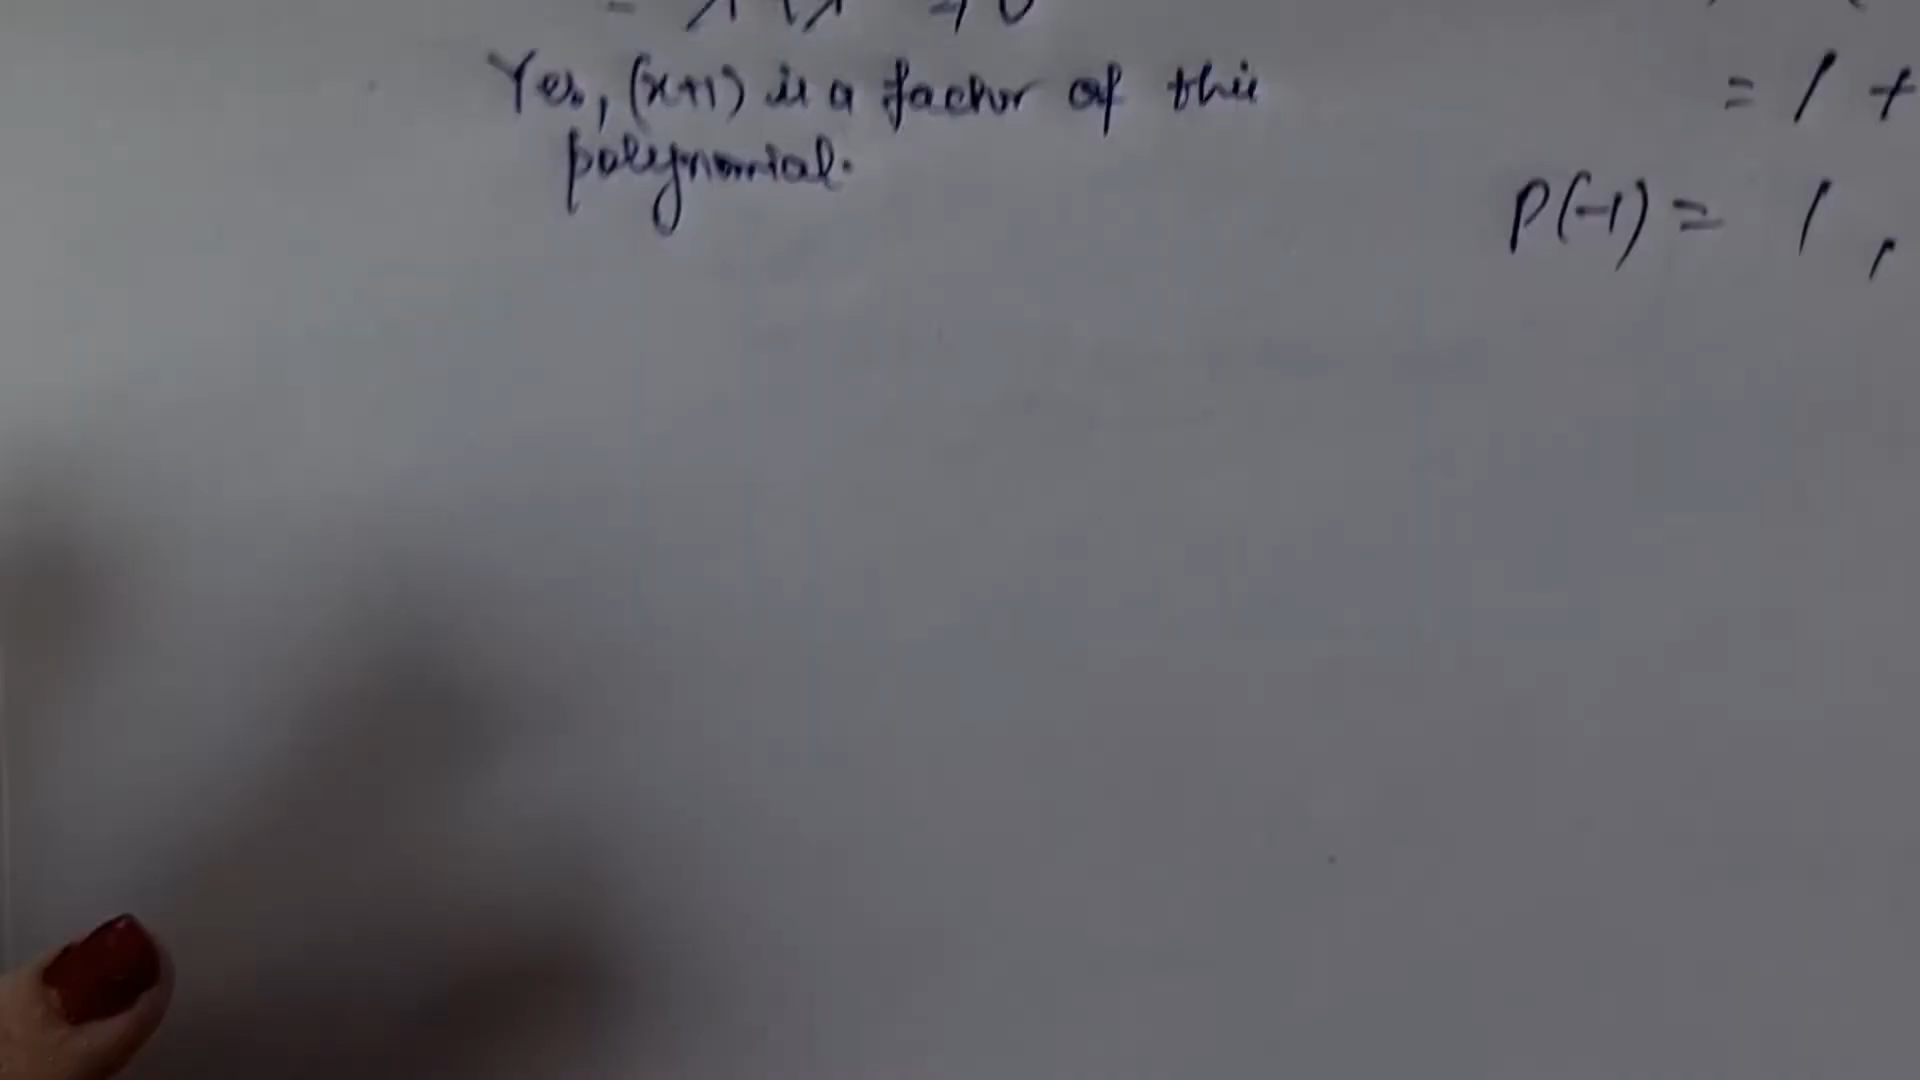 Yes, (x+1) is a factor of this
polynomial.
= 1 +
P(-1) = 1,